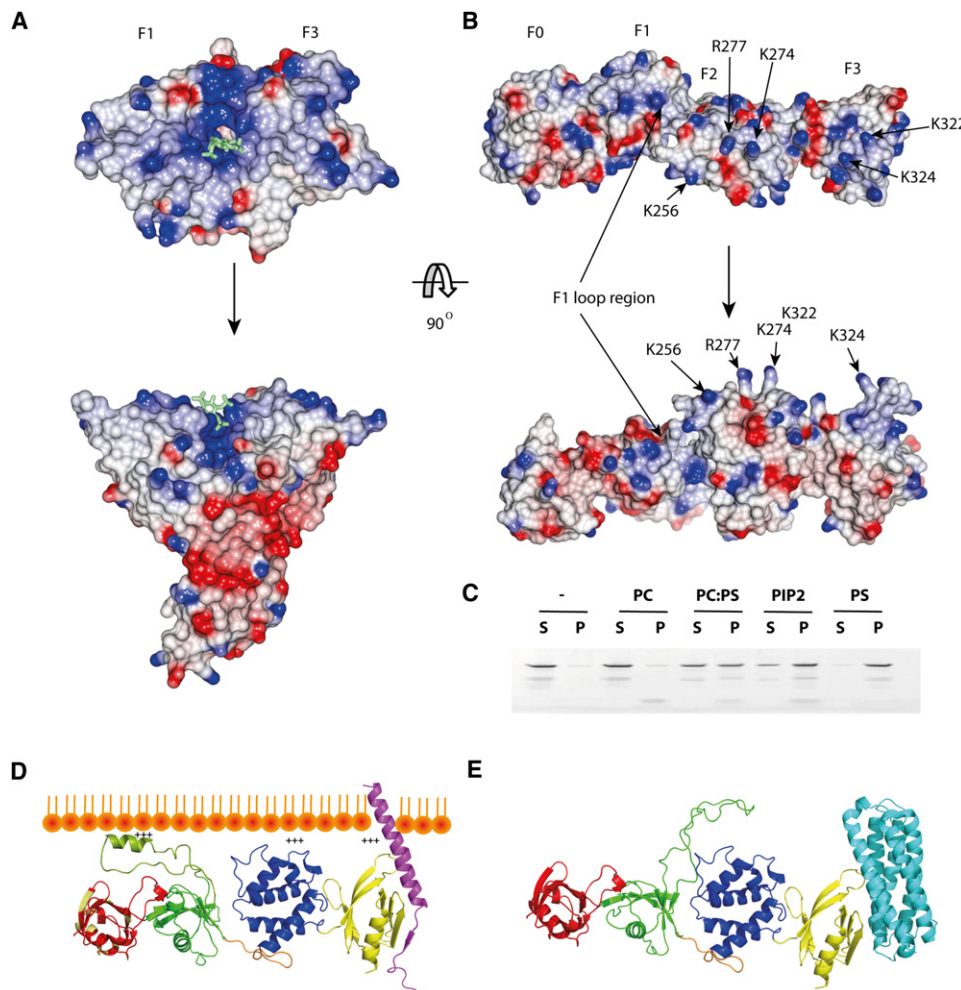 A
F1 F3
B
F0 F1
R277 K274
F2 F3
K322
K324
K256
90°
F1 loop region
K322
K256 R277 K274 K324
C
- PC PC:PS PIP2 PS
S P S P S P S P S P
D
+++ +++ +++
E